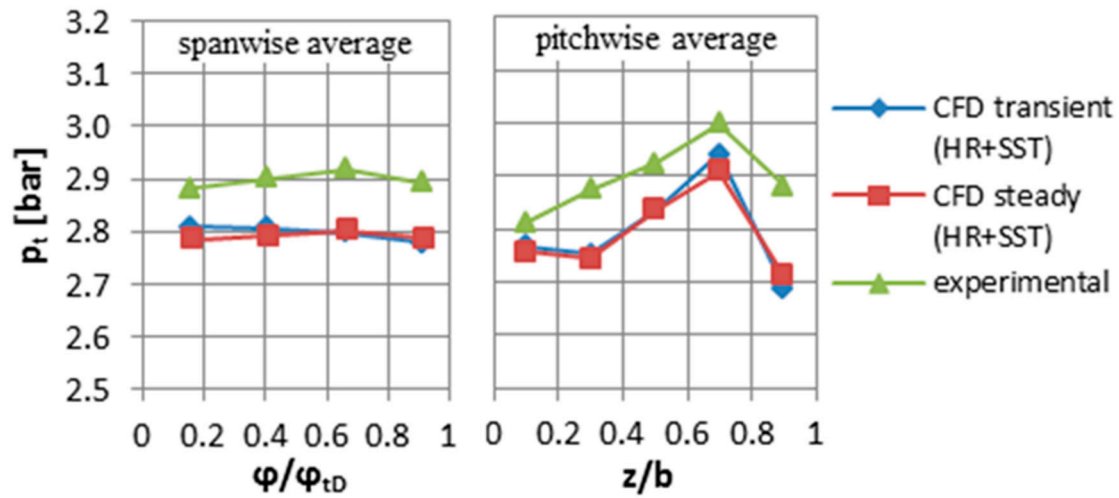 spanwise average
pitchwise average
3.2
3.1
3.0
2.9
2.8
2.7
2.6
2.5
pt [bar]
0 0.2 0.4 0.6 0.8 1
φ/φtD
0 0.2 0.4 0.6 0.8 1
z/b
CFD transient
(HR+SST)
CFD steady
(HR+SST)
experimental